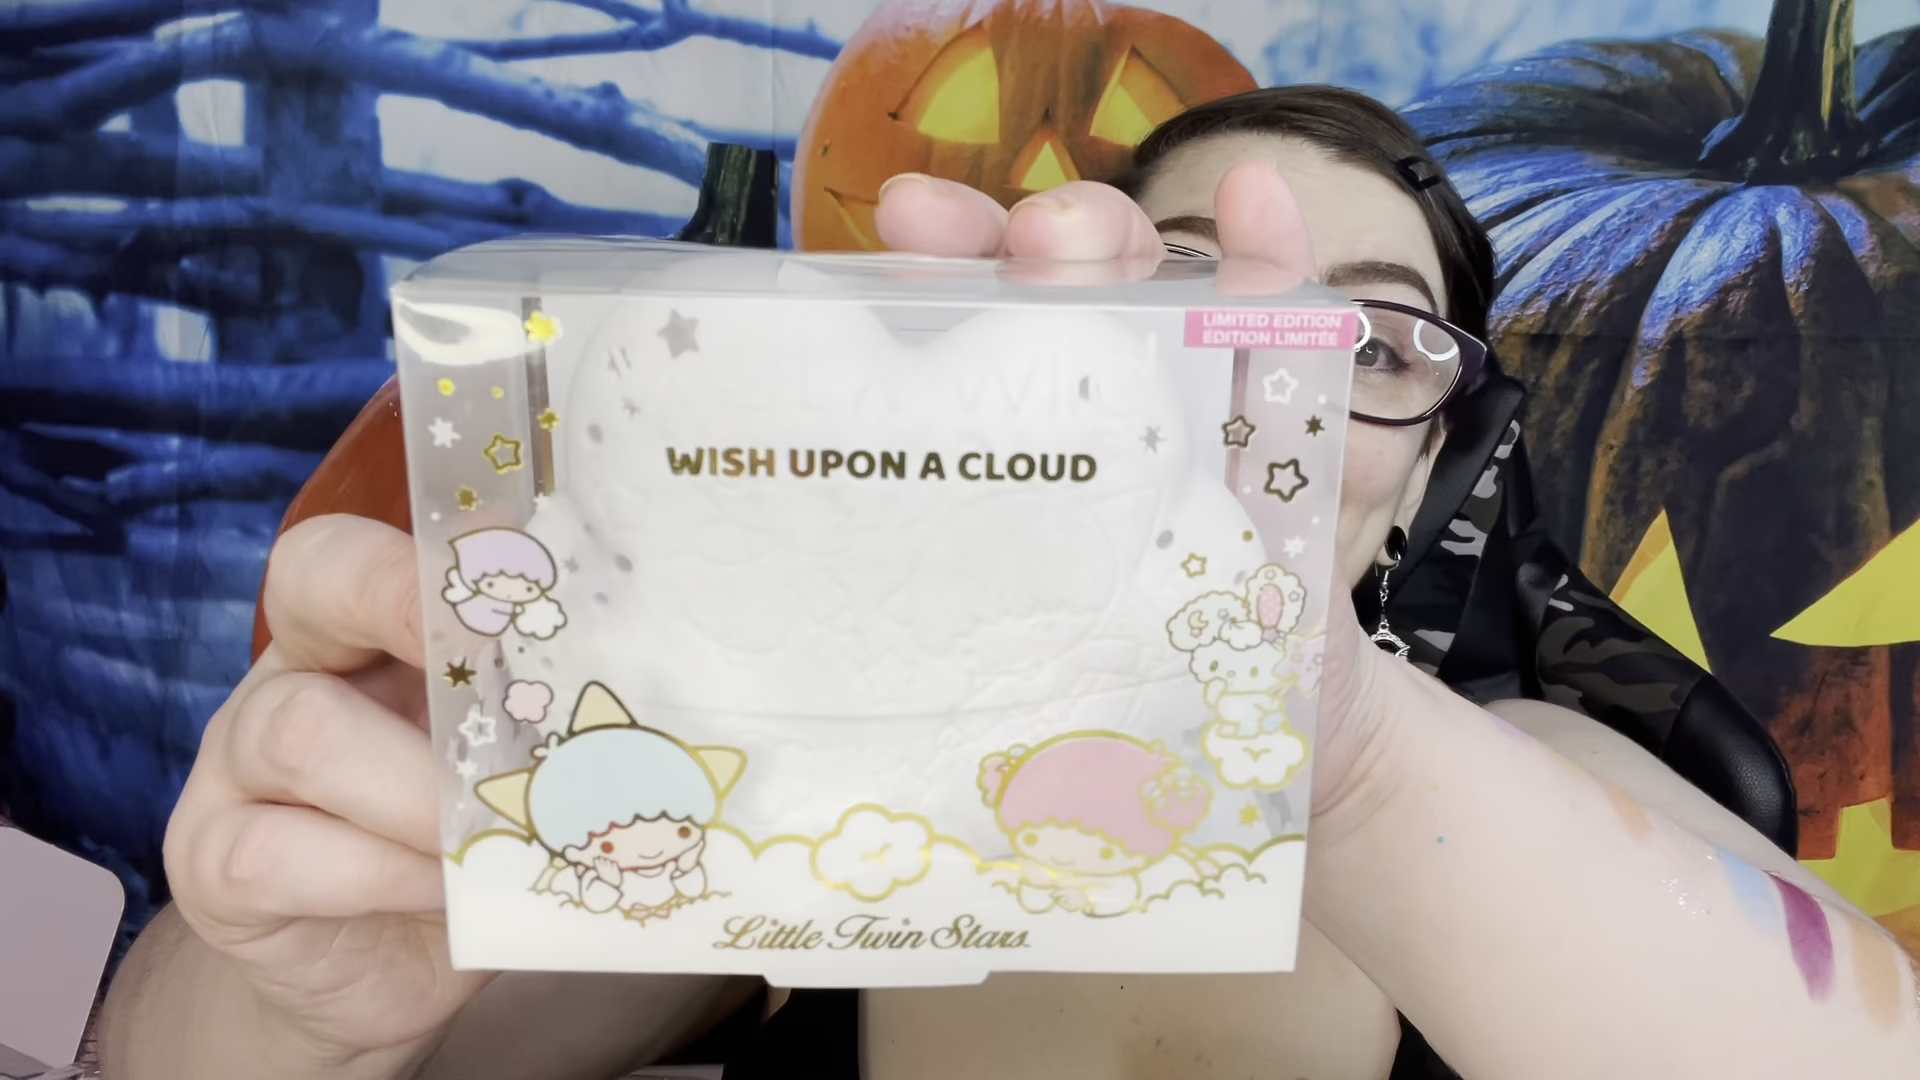 LIMITED EDITION
ÉDITION LIMITÉE
WISH UPON A CLOUD
Little Twin Stars